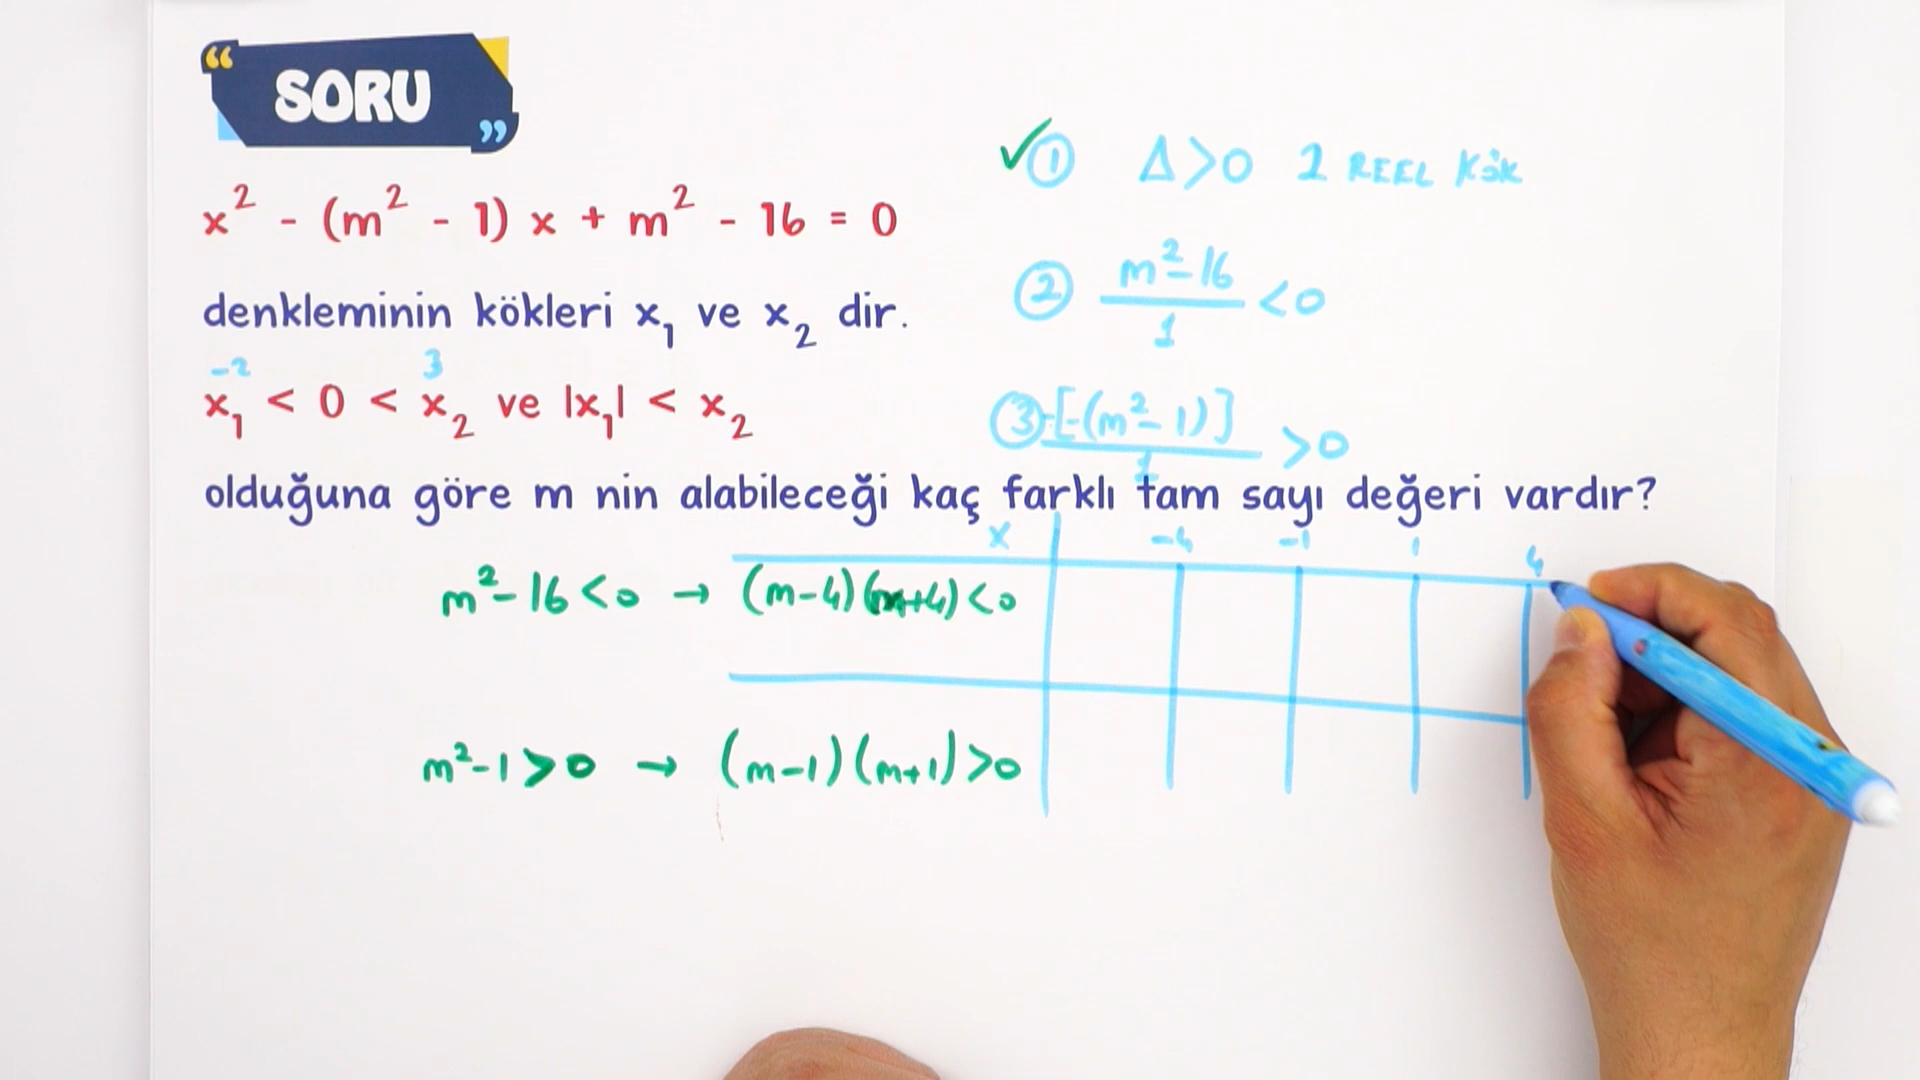 “ SORU ”
x² - (m² - 1) x + m² - 16 = 0
denkleminin kökleri x₁ ve x₂ dir.
-2 3
x₁ < 0 < x₂ ve |x₁| < x₂
olduğuna göre m nin alabileceği kaç farklı tam sayı değeri vardır?
✓① Δ>0 2 REEL KÖK
② m²-16 / 1 <0
③ -[-(m²-1)] / 1 >0
x -4 -1 1 4
m²-16<0 → (m-4)(m+4)<0
m²-1>0 → (m-1)(m+1)>0